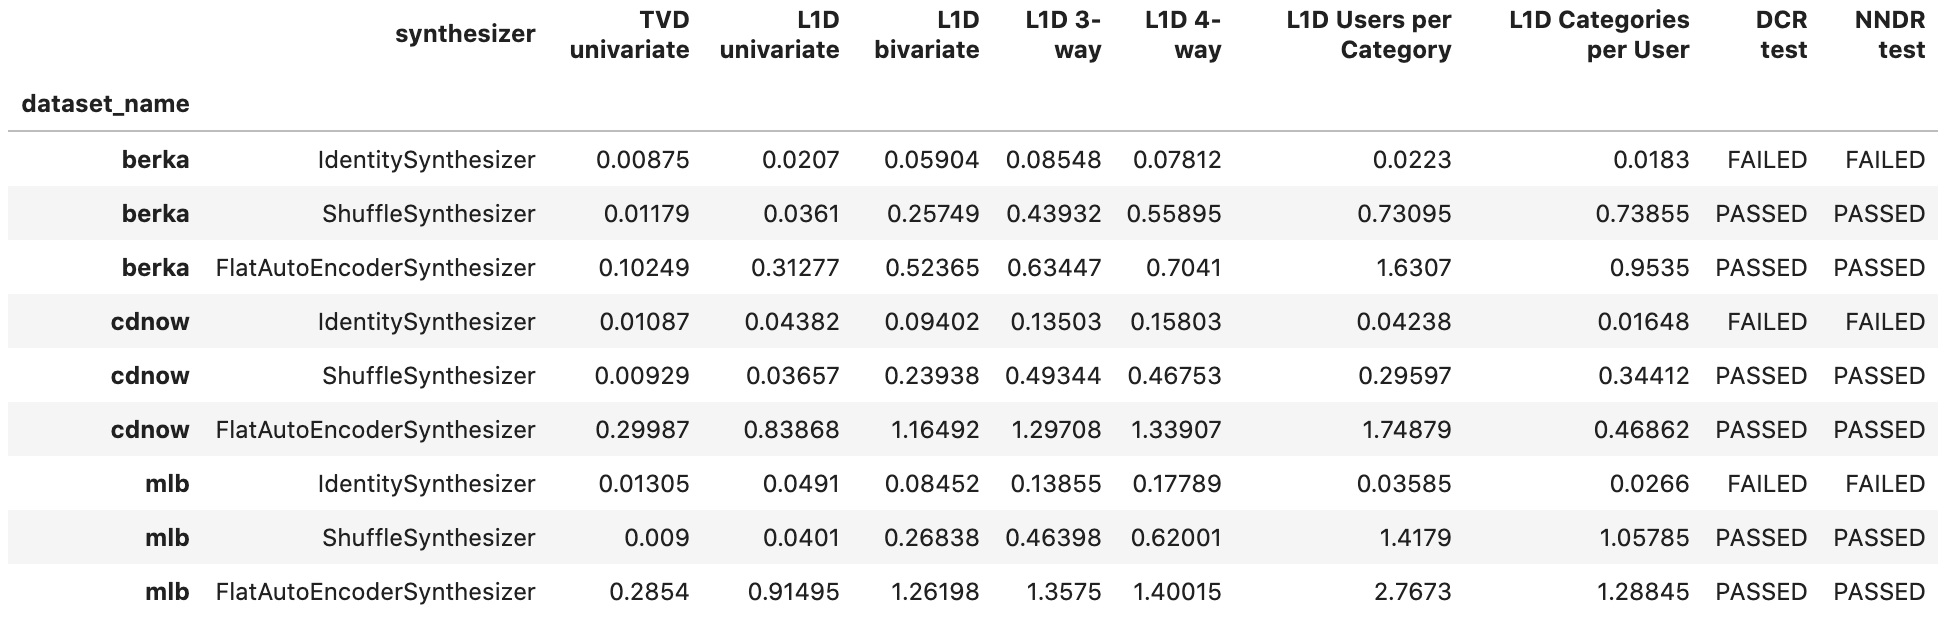 synthesizer TVD univariate L1D univariate L1D bivariate L1D 3-way L1D 4-way L1D Users per Category L1D Categories per User DCR test NNDR test
dataset_name
berka IdentitySynthesizer 0.00875 0.0207 0.05904 0.08548 0.07812 0.0223 0.0183 FAILED FAILED
berka ShuffleSynthesizer 0.01179 0.0361 0.25749 0.43932 0.55895 0.73095 0.73855 PASSED PASSED
berka FlatAutoEncoderSynthesizer 0.10249 0.31277 0.52365 0.63447 0.7041 1.6307 0.9535 PASSED PASSED
cdnow IdentitySynthesizer 0.01087 0.04382 0.09402 0.13503 0.15803 0.04238 0.01648 FAILED FAILED
cdnow ShuffleSynthesizer 0.00929 0.03657 0.23938 0.49344 0.46753 0.29597 0.34412 PASSED PASSED
cdnow FlatAutoEncoderSynthesizer 0.29987 0.83868 1.16492 1.29708 1.33907 1.74879 0.46862 PASSED PASSED
mlb IdentitySynthesizer 0.01305 0.0491 0.08452 0.13855 0.17789 0.03585 0.0266 FAILED FAILED
mlb ShuffleSynthesizer 0.009 0.0401 0.26838 0.46398 0.62001 1.4179 1.05785 PASSED PASSED
mlb FlatAutoEncoderSynthesizer 0.2854 0.91495 1.26198 1.3575 1.40015 2.7673 1.28845 PASSED PASSED